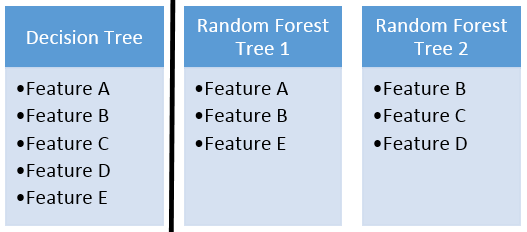 Decision Tree
•Feature A
•Feature B
•Feature C
•Feature D
•Feature E
Random Forest
Tree 1
•Feature A
•Feature B
•Feature E
Random Forest
Tree 2
•Feature B
•Feature C
•Feature D